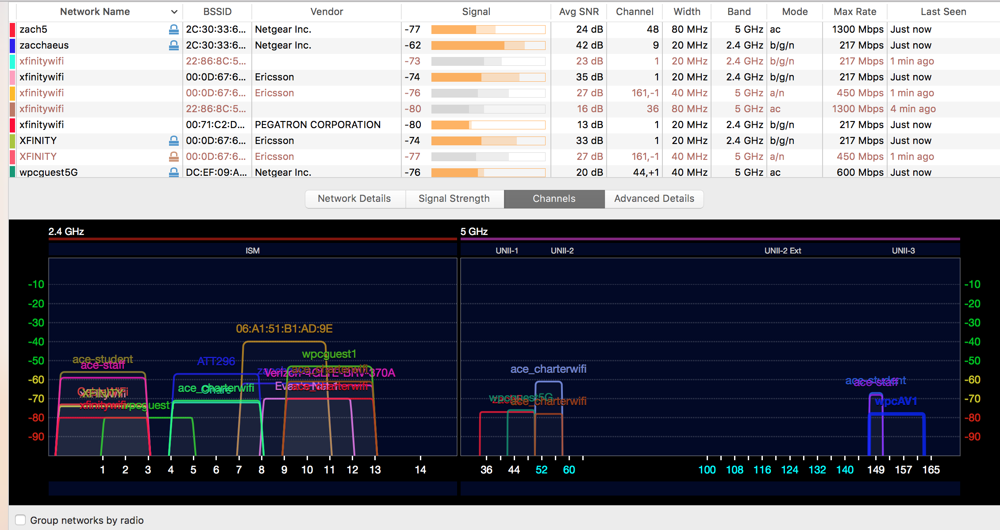 Network Name BSSID Vendor Signal Avg SNR Channel Width Band Mode Max Rate Last Seen
zach5 2C:30:33:6... Netgear Inc. -77 24 dB 48 80 MHz 5 GHz ac 1300 Mbps Just now
zacchaeus 2C:30:33:6... Netgear Inc. -62 42 dB 9 20 MHz 2.4 GHz b/g/n 217 Mbps Just now
xfinitywifi 22:86:8C:5... -73 23 dB 1 20 MHz 2.4 GHz b/g/n 217 Mbps 1 min ago
xfinitywifi 00:0D:67:6... Ericsson -74 35 dB 1 20 MHz 2.4 GHz b/g/n 217 Mbps Just now
xfinitywifi 00:0D:67:6... Ericsson -76 27 dB 161,-1 40 MHz 5 GHz a/n 450 Mbps 1 min ago
xfinitywifi 22:86:8C:5... -80 16 dB 36 80 MHz 5 GHz ac 1300 Mbps 4 min ago
xfinitywifi 00:71:C2:D... PEGATRON CORPORATION -80 13 dB 1 20 MHz 2.4 GHz b/g/n 217 Mbps Just now
XFINITY 00:0D:67:6... Ericsson -74 33 dB 1 20 MHz 2.4 GHz b/g/n 217 Mbps Just now
XFINITY 00:0D:67:6... Ericsson -77 27 dB 161,-1 40 MHz 5 GHz a/n 450 Mbps 1 min ago
wpcguest5G DC:EF:09:A... Netgear Inc. -76 20 dB 44,+1 40 MHz 5 GHz ac 600 Mbps Just now
Network Details Signal Strength Channels Advanced Details
2.4 GHz 5 GHz
ISM UNII-1 UNII-2 UNII-2 Ext UNII-3
-10 -10
-20 -20
-30 -30
06:A1:51:B1:AD:9E
-40 -40
wpcguest1
ace-student
-50 ATT296 -50
ace-staff
ace_charterwifi ace_charterwifi
-370A
-60 ace-student -60
ace-staff
ace_charterwifi ace_charterwifi
XFINITY
-70 wpcguest5G -70
ace_charterwifi wpcAV1
xfinitywifi wpcguest
-80 -80
-90 -90
1 2 3 4 5 6 7 8 9 10 11 12 13 14 36 44 52 60 100 108 116 124 132 140 149 157 165
Group networks by radio